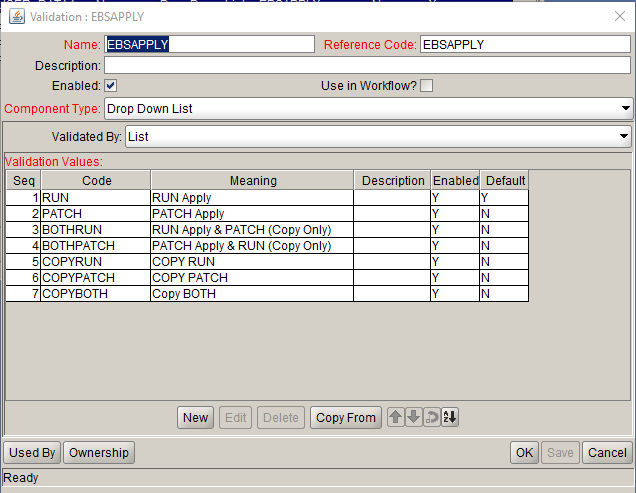 Validation : EBSAPPLY
Name: EBSAPPLY Reference Code: EBSAPPLY
Description:
Enabled: Use in Workflow?
Component Type: Drop Down List
Validated By: List
Validation Values:
Seq Code Meaning Description Enabled Default
1 RUN RUN Apply Y Y
2 PATCH PATCH Apply Y N
3 BOTHRUN RUN Apply & PATCH (Copy Only) Y N
4 BOTHPATCH PATCH Apply & RUN (Copy Only) Y N
5 COPYRUN COPY RUN Y N
6 COPYPATCH COPY PATCH Y N
7 COPYBOTH Copy BOTH Y N
New Edit Delete Copy From
Used By Ownership OK Save Cancel
Ready